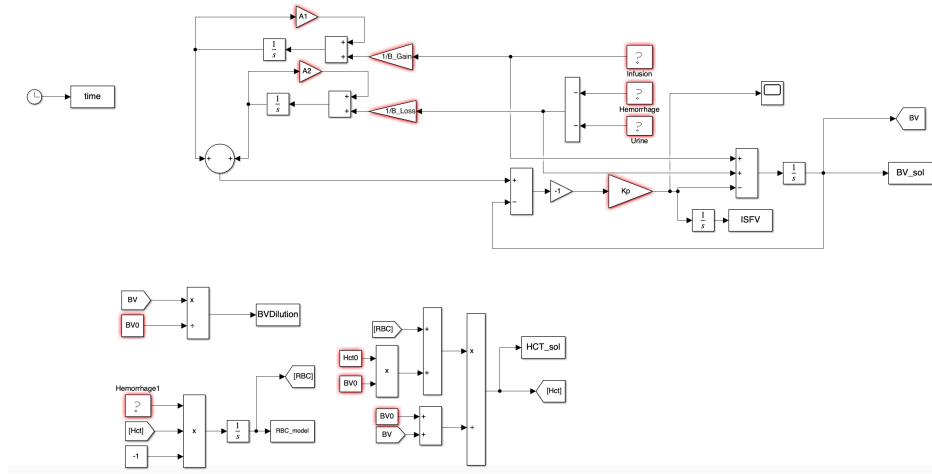 A1
1
s
1/B_Gain
?
Infusion
A2
time
1
s
1/B_Loss
?
Hemorrhage
?
Urine
BV
-1
Kp
1
s
BV_sol
1
s
ISFV
BV
x
BVDilution
BV0
÷
[RBC]
Hct0
x
HCT_sol
BV0
x
[Hct]
Hemorrhage1
?
[RBC]
[Hct]
x
1
s
RBC_model
-1
BV0
BV
÷